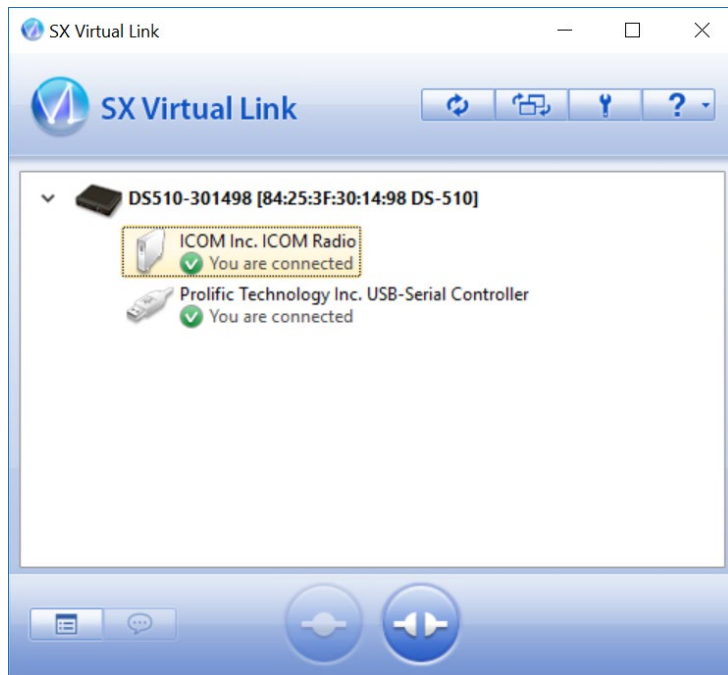 SX Virtual Link
SX Virtual Link
?
DS510-301498 [84:25:3F:30:14:98 DS-510]
ICOM Inc. ICOM Radio
You are connected
Prolific Technology Inc. USB-Serial Controller
You are connected